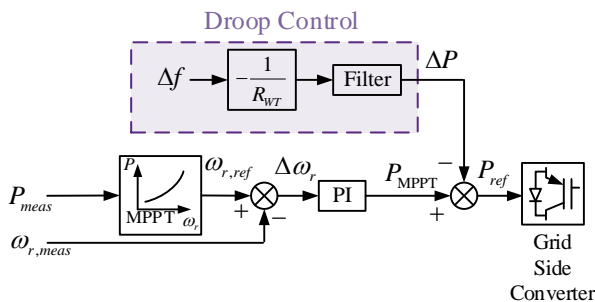 Droop Control
Δf
-1/R_WT
Filter
ΔP
P
MPPT
ω_r
P_meas
ω_r,ref
+
−
Δω_r
PI
P_MPPT
−
+
P_ref
ω_r,meas
Grid
Side
Converter